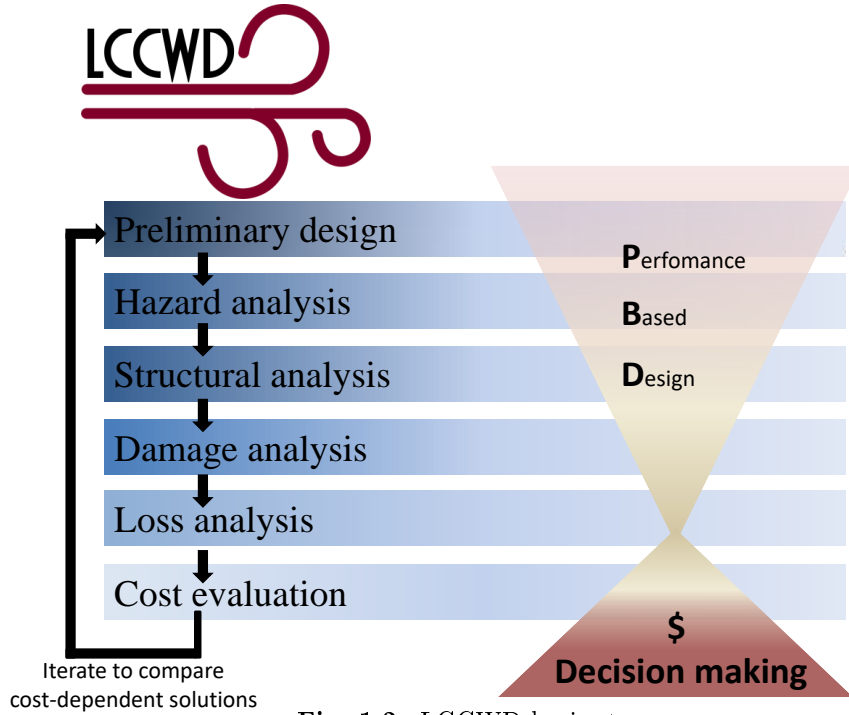 LCCWD
Preliminary design
Hazard analysis
Structural analysis
Damage analysis
Loss analysis
Cost evaluation
Iterate to compare
cost-dependent solutions
Perfomance
Based
Design
$
Decision making